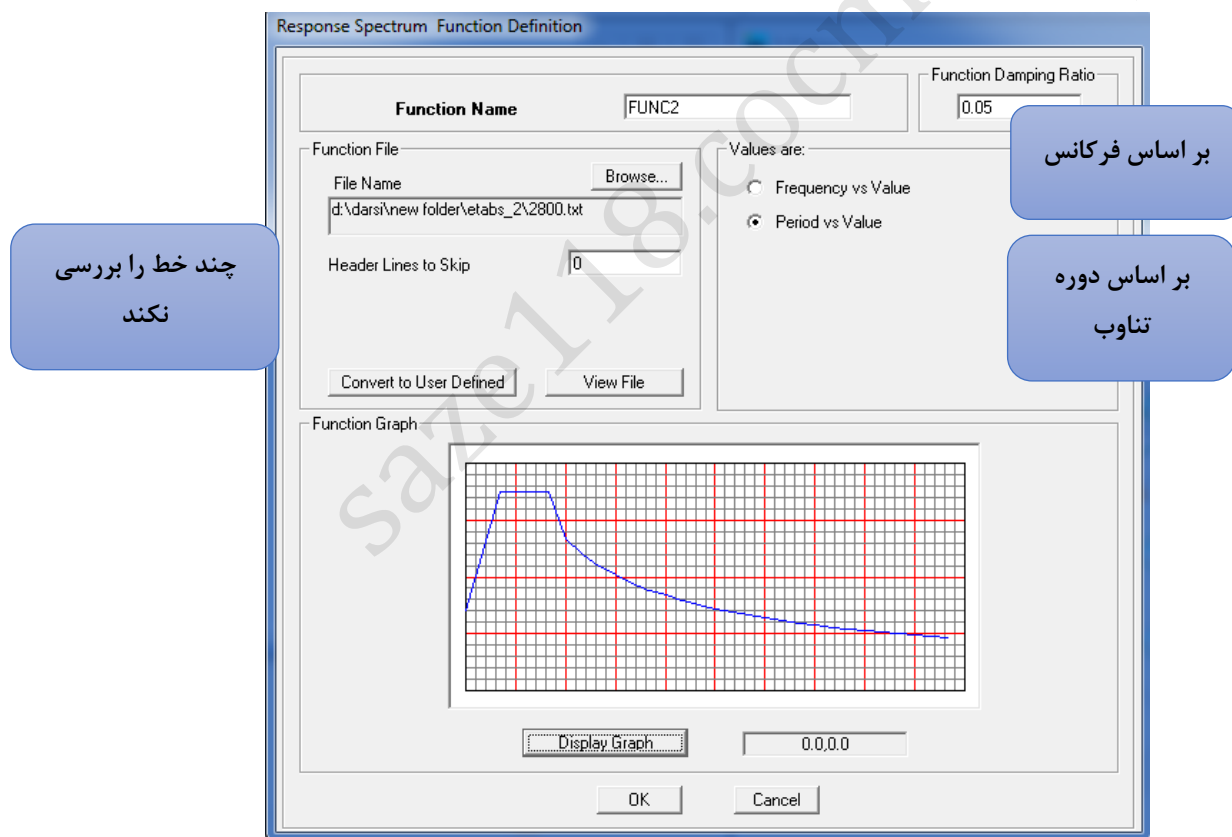 Response Spectrum Function Definition
Function Name
FUNC2
Function Damping Ratio
0.05
بر اساس فرکانس
Function File
File Name
Browse...
d:\darsi\new folder\etabs_2\2800.txt
Header Lines to Skip
0
چند خط را بررسی
نکند
Convert to User Defined
View File
Values are:
Frequency vs Value
Period vs Value
بر اساس دوره
تناوب
Function Graph
Display Graph
0.0,0.0
OK
Cancel
saze118.com